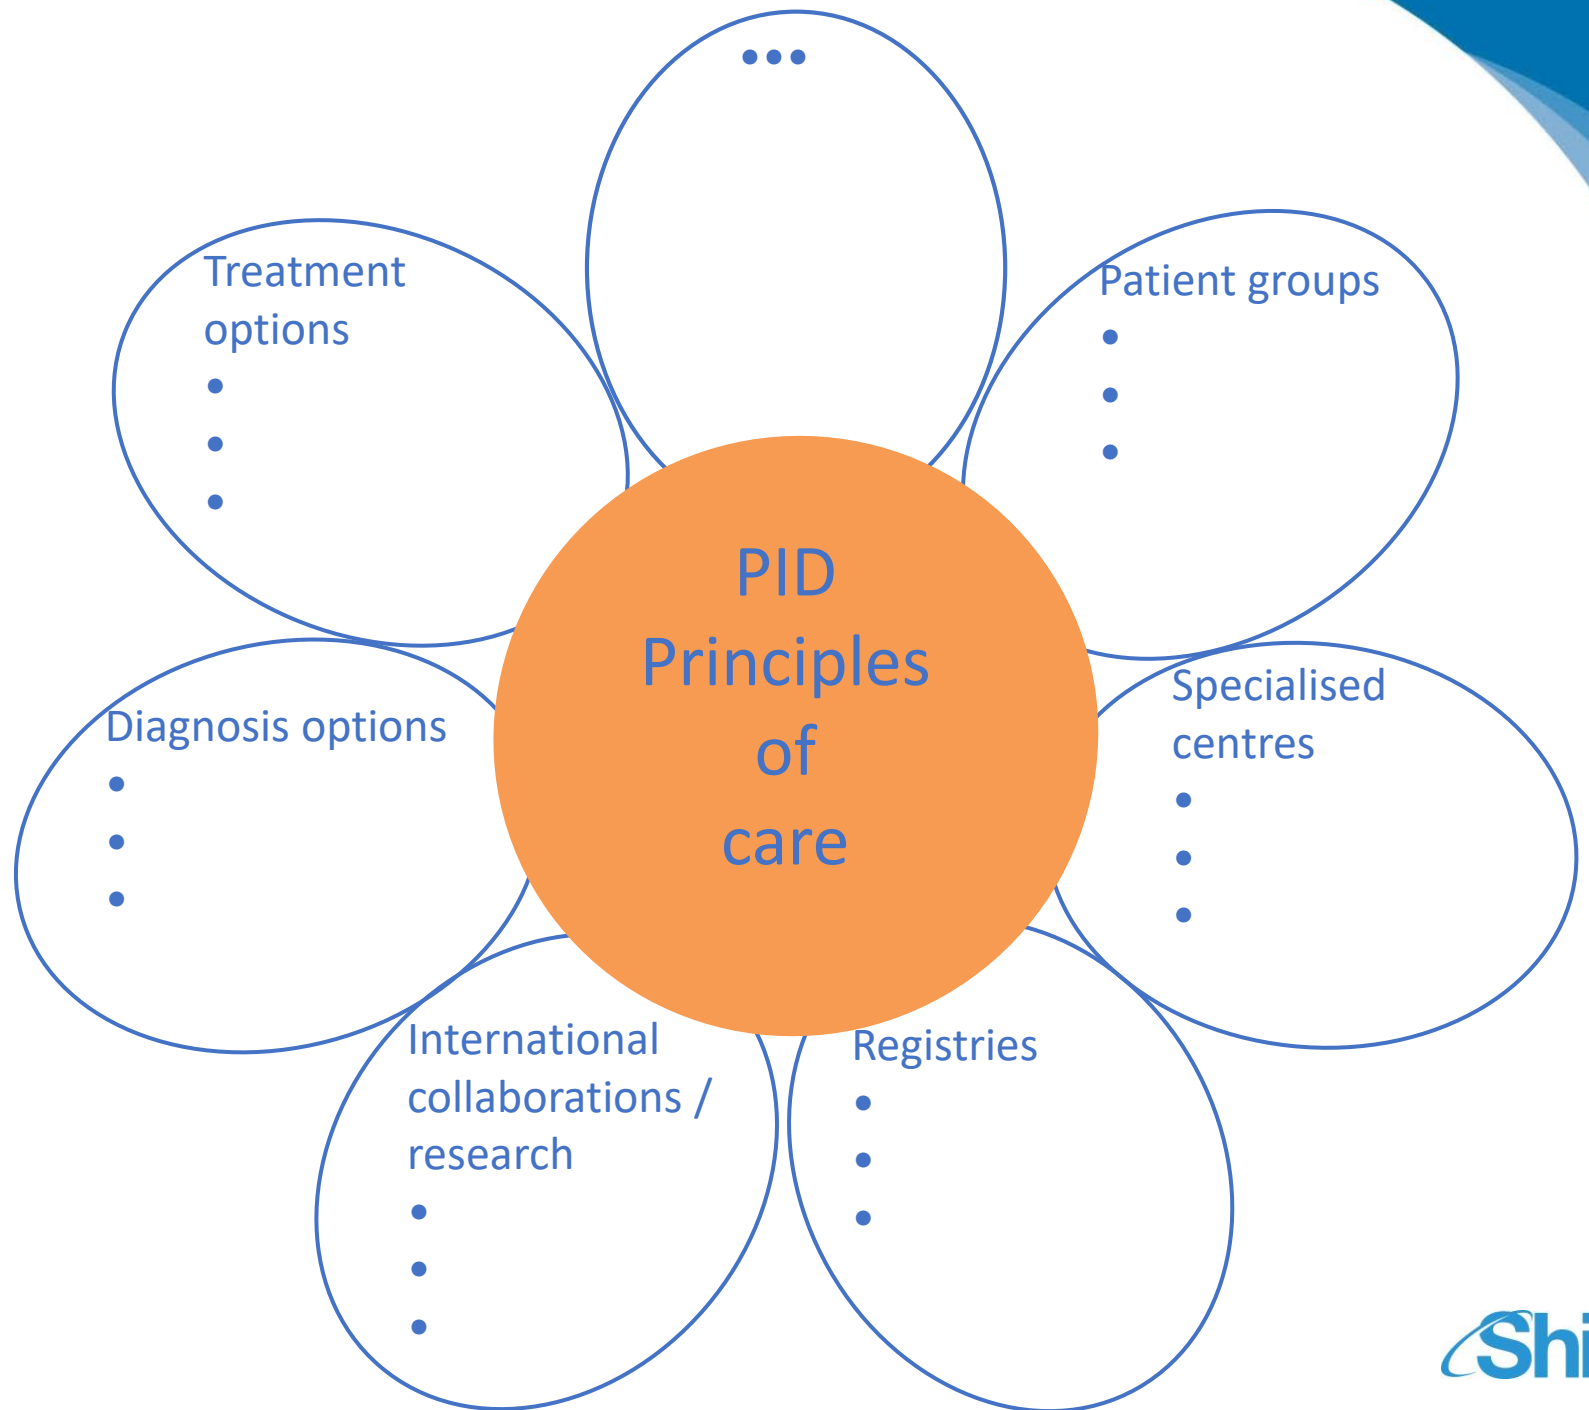 •••
Treatment
options
•
•
•
Patient groups
•
•
•
PID
Principles
of
care
Diagnosis options
•
•
•
Specialised
centres
•
•
•
International
collaborations /
research
•
•
•
Registries
•
•
•
Shi